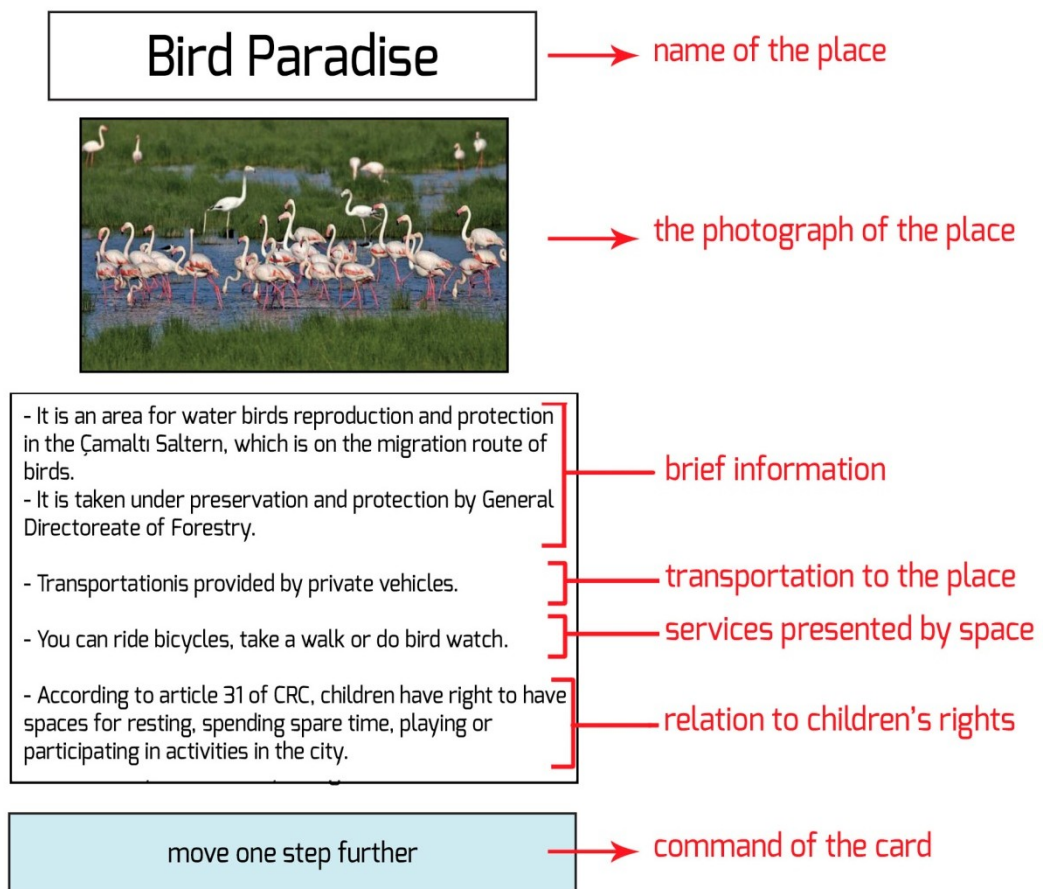 Bird Paradise
name of the place
the photograph of the place
- It is an area for water birds reproduction and protection
in the Çamaltı Saltern, which is on the migration route of
birds.
- It is taken under preservation and protection by General
Directoreate of Forestry.
brief information
- Transportationis provided by private vehicles.
transportation to the place
- You can ride bicycles, take a walk or do bird watch.
services presented by space
- According to article 31 of CRC, children have right to have
spaces for resting, spending spare time, playing or
participating in activities in the city.
relation to children's rights
move one step further
command of the card